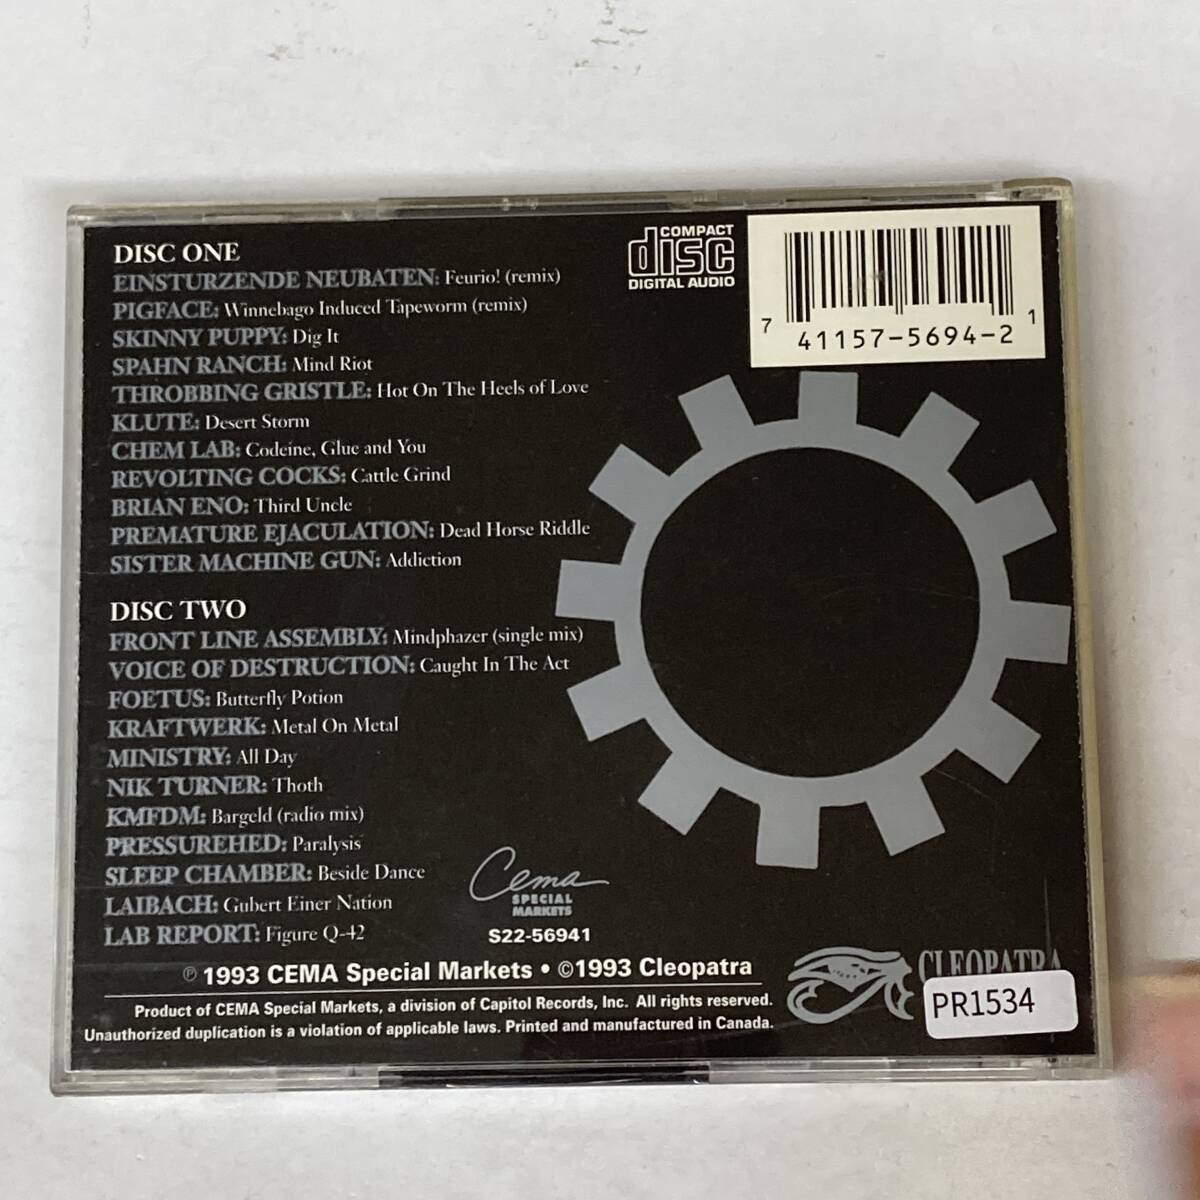 DISC ONE
EINSTURZENDE NEUBATEN: Feurio! (remix)
PIGFACE: Winnebago Induced Tapeworm (remix)
SKINNY PUPPY: Dig It
SPAHN RANCH: Mind Riot
THROBBING GRISTLE: Hot On The Heels of Love
KLUTE: Desert Storm
CHEM LAB: Codeine, Glue and You
REVOLTING COCKS: Cattle Grind
BRIAN ENO: Third Uncle
PREMATURE EJACULATION: Dead Horse Riddle
SISTER MACHINE GUN: Addiction
DISC TWO
FRONT LINE ASSEMBLY: Mindphazer (single mix)
VOICE OF DESTRUCTION: Caught In The Act
FOETUS: Butterfly Potion
KRAFTWERK: Metal On Metal
MINISTRY: All Day
NIK TURNER: Thoth
KMFDM: Bargeld (radio mix)
PRESSUREHED: Paralysis
SLEEP CHAMBER: Beside Dance
LAIBACH: Gubert Einer Nation
LAB REPORT: Figure Q-42
COMPACT
disc
DIGITAL AUDIO
7 41157-5694-2 1
Cema
SPECIAL
MARKETS
S22-56941
℗ 1993 CEMA Special Markets • ©1993 Cleopatra
Product of CEMA Special Markets, a division of Capitol Records, Inc. All rights reserved.
Unauthorized duplication is a violation of applicable laws. Printed and manufactured in Canada.
CLEOPATRA
PR1534